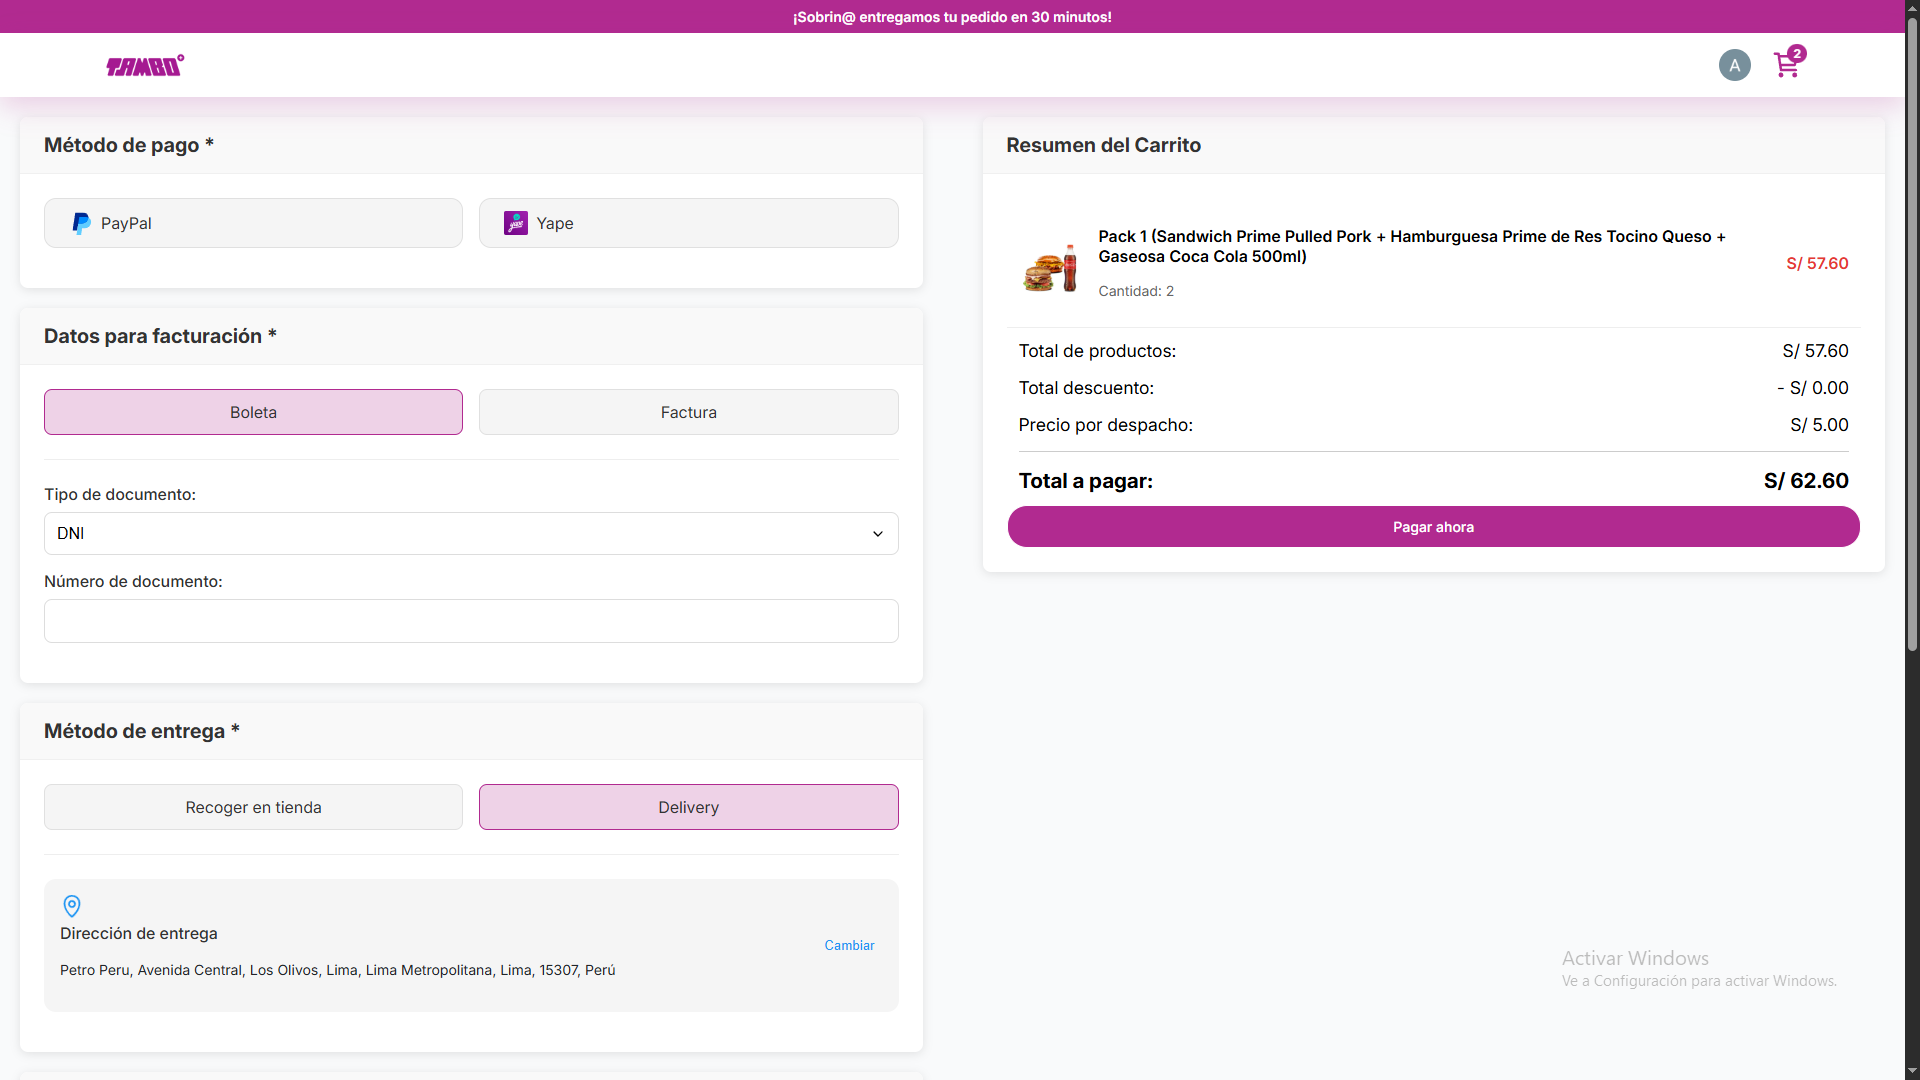 ¡Sobrin@ entregamos tu pedido en 30 minutos!
TAMBO
A
2
Método de pago *
PayPal
yape
Yape
Datos para facturación *
Boleta
Factura
Tipo de documento:
DNI
Número de documento:
Método de entrega *
Recoger en tienda
Delivery
Dirección de entrega
Cambiar
Petro Peru, Avenida Central, Los Olivos, Lima, Lima Metropolitana, Lima, 15307, Perú
Resumen del Carrito
Pack 1 (Sandwich Prime Pulled Pork + Hamburguesa Prime de Res Tocino Queso +
Gaseosa Coca Cola 500ml)
S/ 57.60
Cantidad: 2
Total de productos: S/ 57.60
Total descuento: - S/ 0.00
Precio por despacho: S/ 5.00
Total a pagar: S/ 62.60
Pagar ahora
Activar Windows
Ve a Configuración para activar Windows.